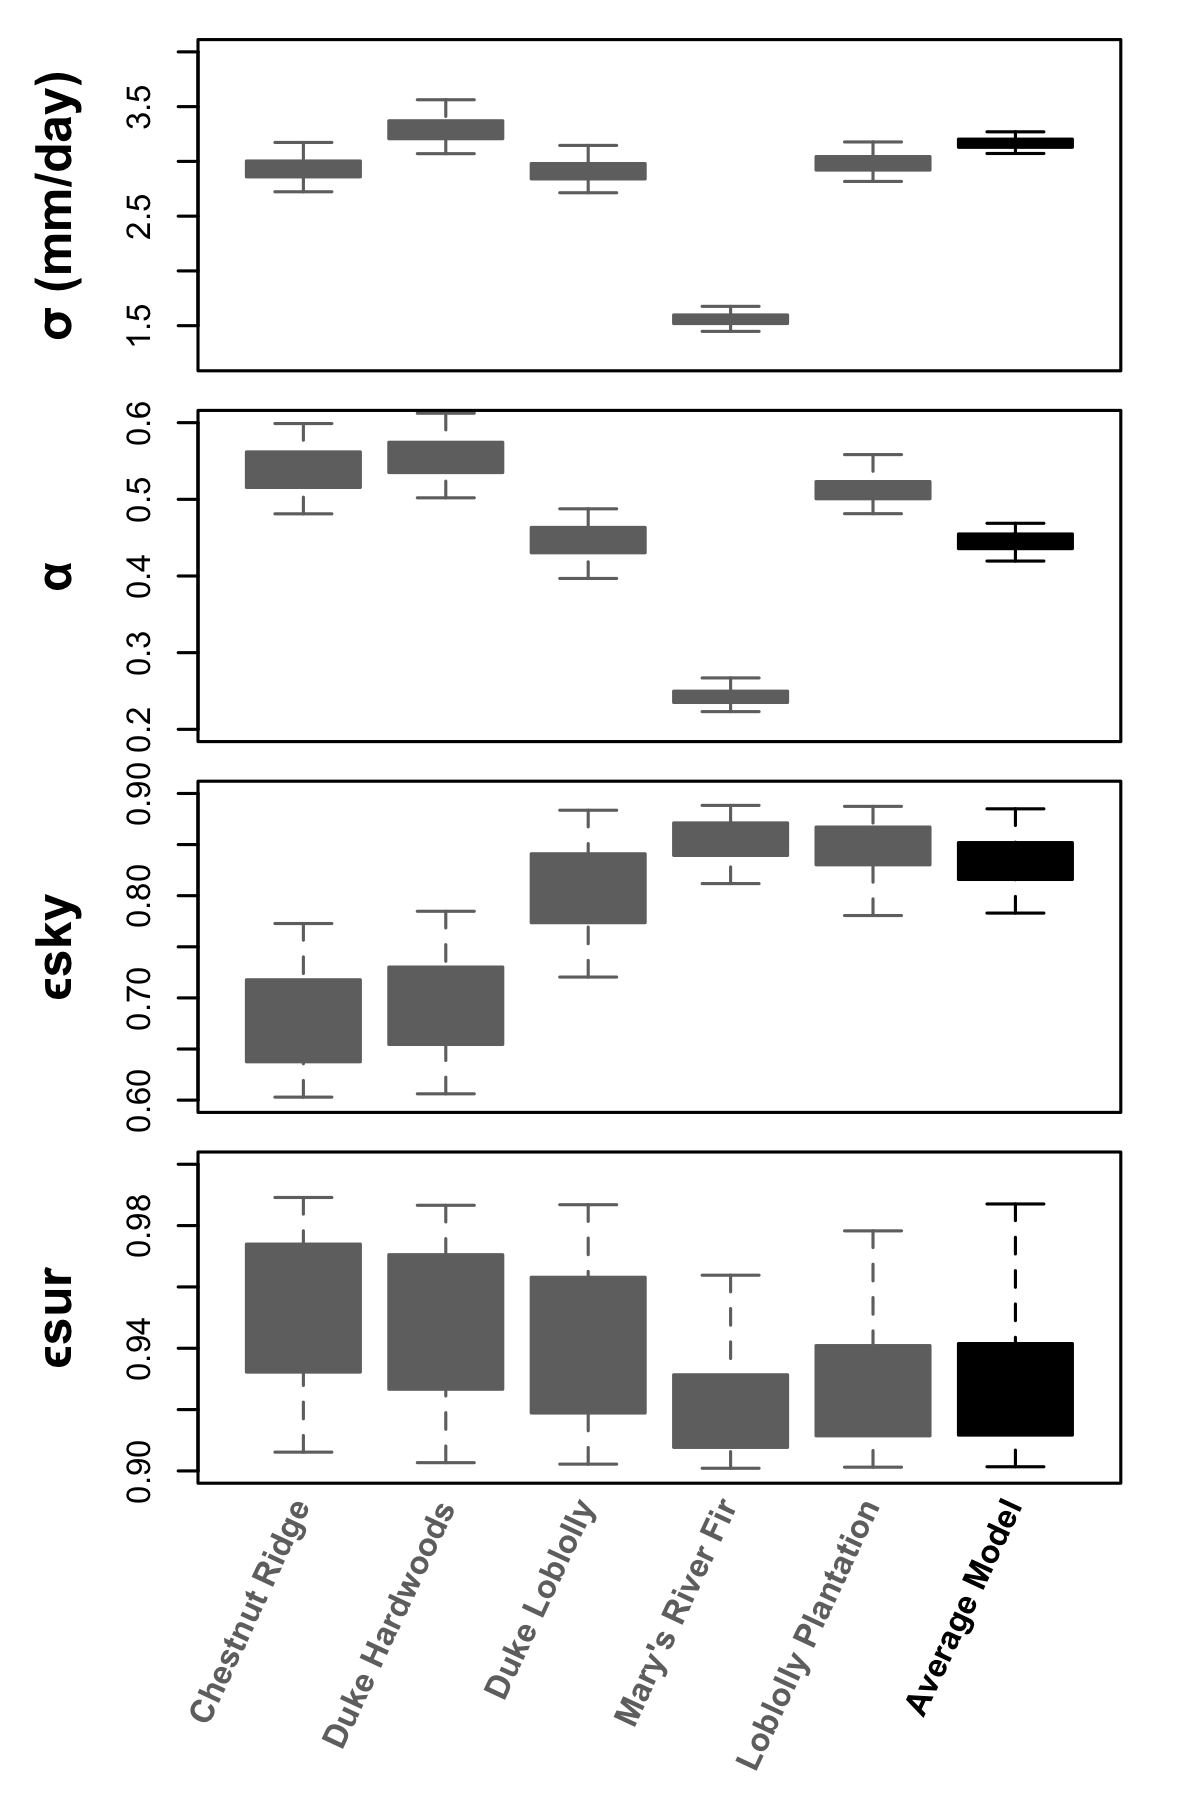 σ (mm/day)
3.5
2.5
1.5
α
0.6
0.5
0.4
0.3
0.2
ϵsky
0.90
0.80
0.70
0.60
ϵsur
0.98
0.94
0.90
Chestnut Ridge
Duke Hardwoods
Duke Loblolly
Mary's River Fir
Loblolly Plantation
Average Model